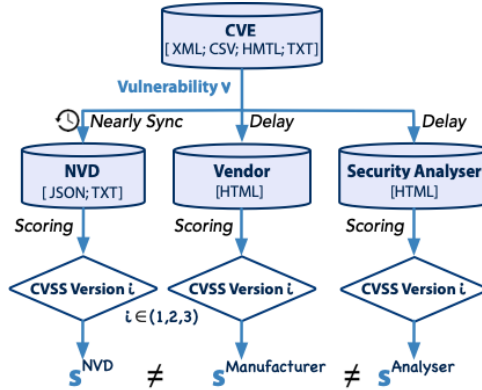 CVE
[ XML; CSV; HMTL; TXT]
Vulnerability v
Nearly Sync Delay Delay
NVD Vendor Security Analyser
[ JSON; TXT] [HTML] [HTML]
Scoring Scoring Scoring
CVSS Version i CVSS Version i CVSS Version i
i ∈ (1,2,3)
S^NVD ≠ S^Manufacturer ≠ S^Analyser